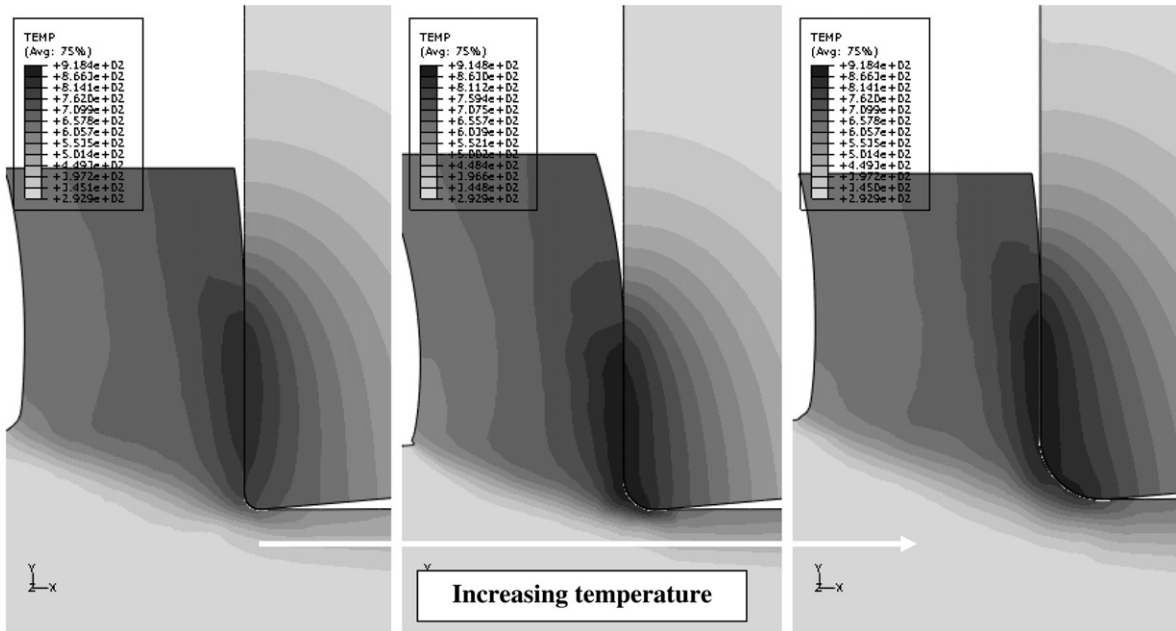 TEMP
(Avg: 75%)
+9.184e+02
+8.663e+02
+8.141e+02
+7.620e+02
+7.099e+02
+6.578e+02
+6.057e+02
+5.535e+02
+5.014e+02
+4.493e+02
+3.972e+02
+3.451e+02
+2.929e+02
Y
Z X
TEMP
(Avg: 75%)
+9.148e+02
+8.630e+02
+8.112e+02
+7.594e+02
+7.075e+02
+6.557e+02
+6.039e+02
+5.521e+02
+5.002e+02
+4.484e+02
+3.966e+02
+3.448e+02
+2.929e+02
Y
TEMP
(Avg: 75%)
+9.184e+02
+8.663e+02
+8.141e+02
+7.620e+02
+7.099e+02
+6.578e+02
+6.057e+02
+5.535e+02
+5.014e+02
+4.493e+02
+3.972e+02
+3.450e+02
+2.929e+02
Y
Z X
Increasing temperature